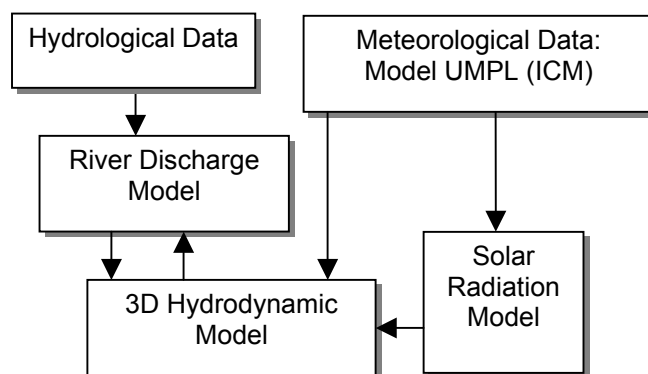 Hydrological Data
Meteorological Data:
Model UMPL (ICM)
River Discharge
Model
Solar
Radiation
Model
3D Hydrodynamic
Model